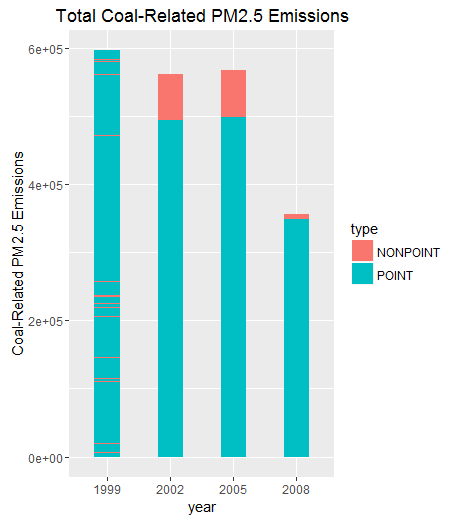 Total Coal-Related PM2.5 Emissions
6e+05
4e+05
2e+05
0e+00
Coal-Related PM2.5 Emissions
1999 2002 2005 2008
year
type
NONPOINT
POINT